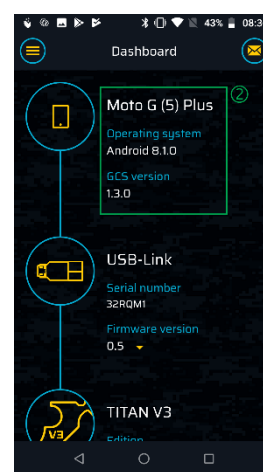 43% 08:3
Dashboard
2
Moto G (5) Plus
Operating system
Android 8.1.0
GCS version
1.3.0
USB-Link
Serial number
32RQM1
Firmware version
0.5
TITAN V3
V3
Edition